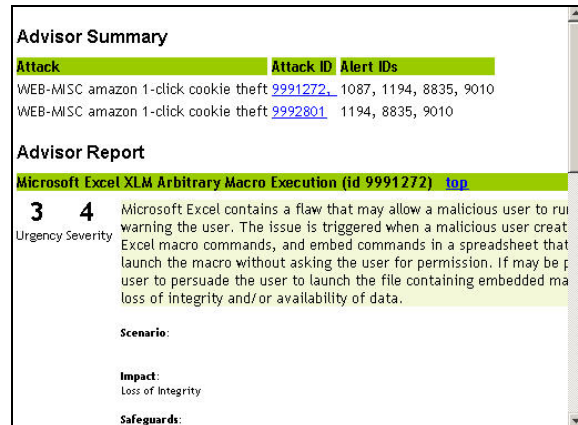 Advisor Summary
Attack Attack ID Alert IDs
WEB-MISC amazon 1-click cookie theft 9991272, 1087, 1194, 8835, 9010
WEB-MISC amazon 1-click cookie theft 9992801 1194, 8835, 9010
Advisor Report
Microsoft Excel XLM Arbitrary Macro Execution (id 9991272) top
3 4
Urgency Severity
Microsoft Excel contains a flaw that may allow a malicious user to
warning the user. The issue is triggered when a malicious user
Excel macro commands, and embed commands in a spreadsheet that
launch the macro without asking the user for permission. If may be
user to persuade the user to launch the file containing embedded
loss of integrity and/or availability of data.
Scenario:
Impact:
Loss of Integrity
Safeguards: